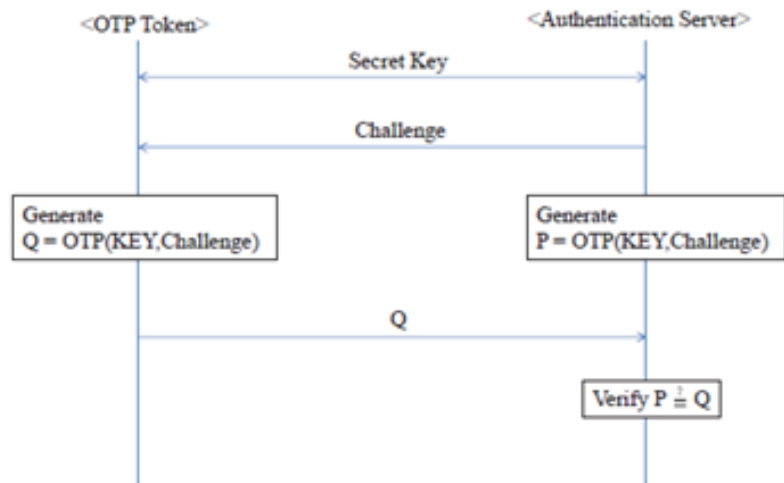 <OTP Token>
<Authentication Server>
Secret Key
Challenge
Generate
Q = OTP(KEY,Challenge)
Generate
P = OTP(KEY,Challenge)
Q
Verify P ≟ Q